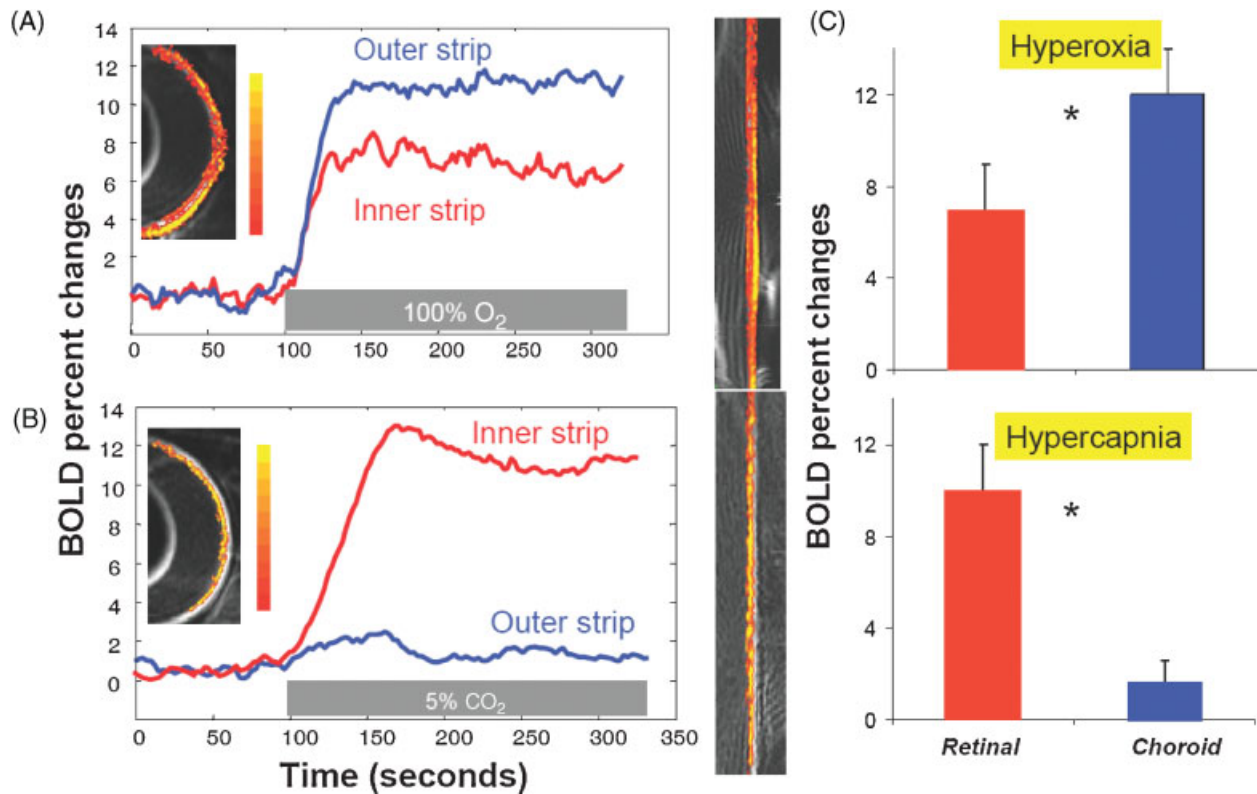 (A)
14
12
10
8
6
4
2
Outer strip
Inner strip
100% O₂
0 50 100 150 200 250 300
BOLD percent changes
(B)
14
12
10
8
6
4
2
0
Inner strip
Outer strip
5% CO₂
0 50 100 150 200 250 300 350
Time (seconds)
(C)
Hyperoxia
*
12
8
4
0
BOLD percent changes
Hypercapnia
*
12
8
4
0
Retinal Choroid